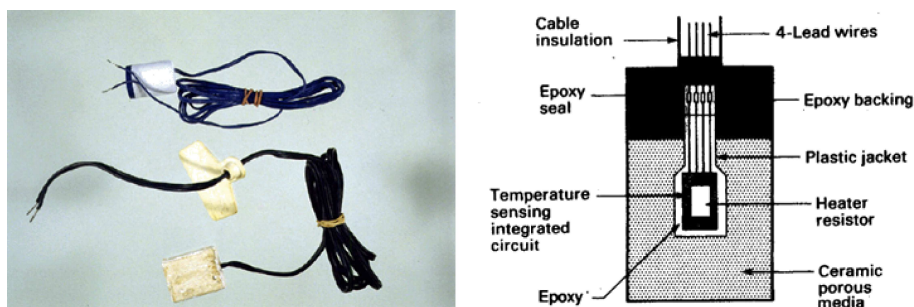 Cable
insulation
4-Lead wires
Epoxy
seal
Epoxy backing
Plastic jacket
Temperature
sensing
integrated
circuit
Heater
resistor
Epoxy
Ceramic
porous
media